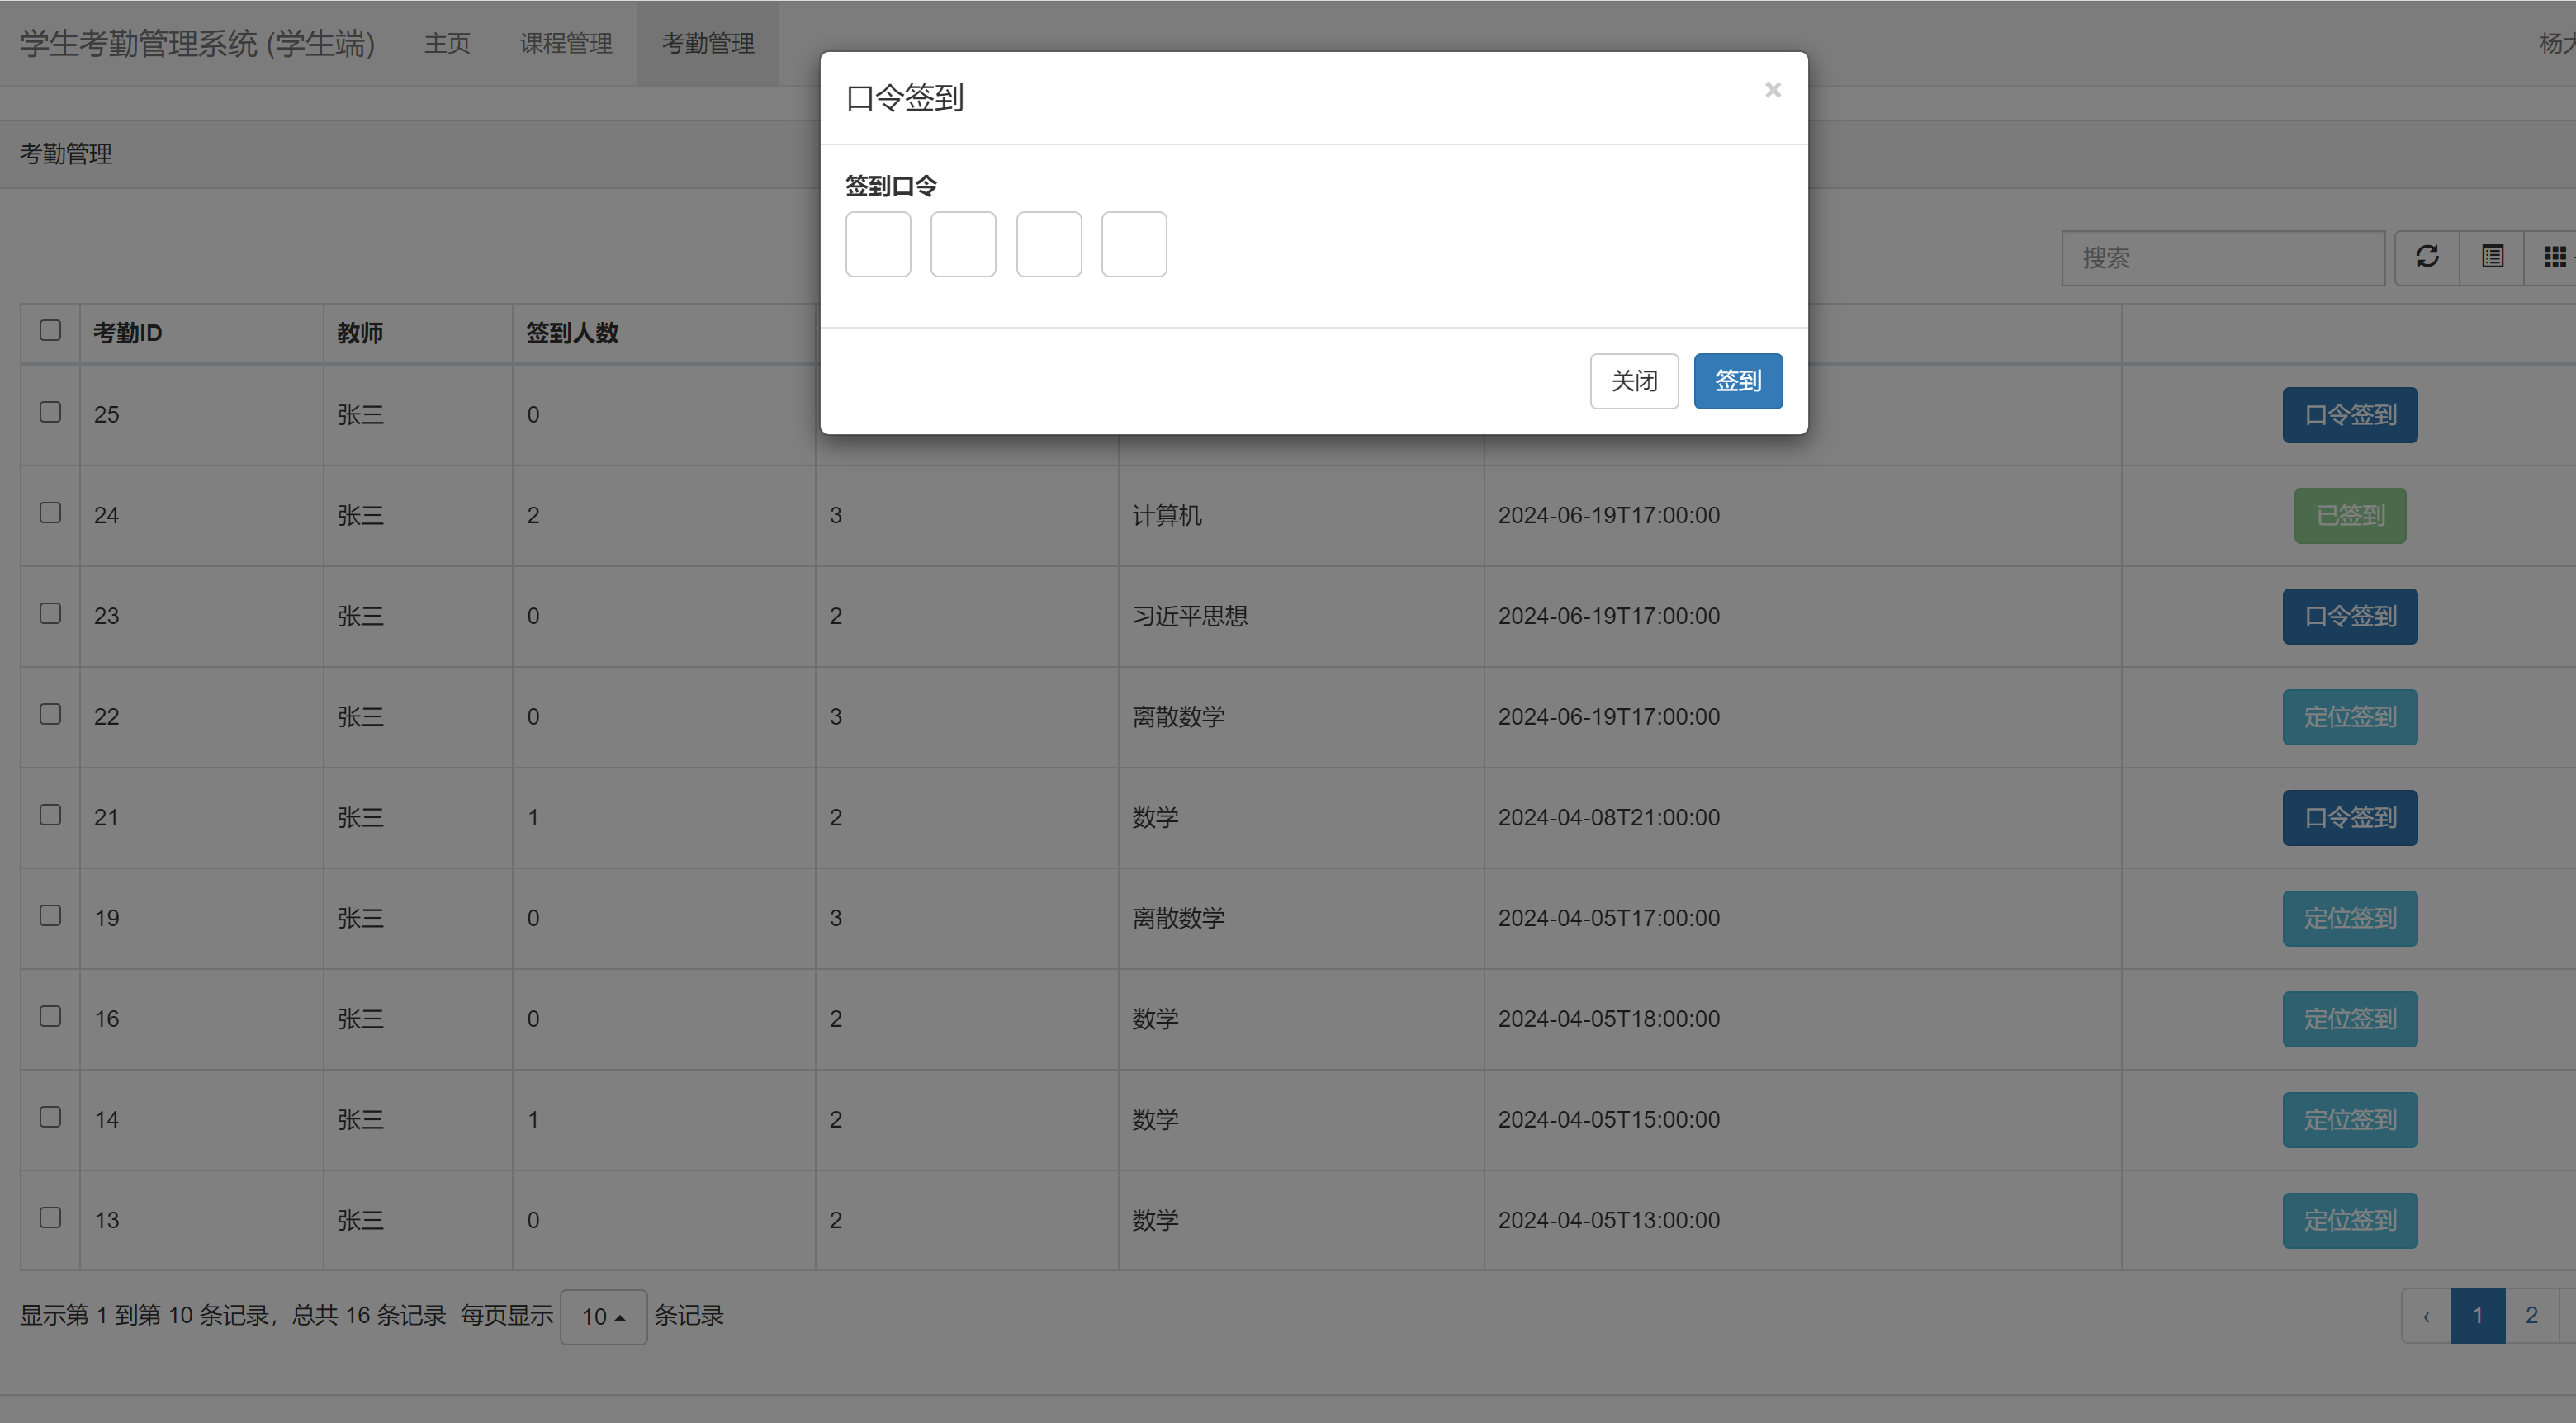 学生考勤管理系统 (学生端) 主页 课程管理 考勤管理
口令签到 ×
考勤管理
签到口令
搜索
考勤ID 教师 签到人数
关闭 签到
25 张三 0 口令签到
24 张三 2 3 计算机 2024-06-19T17:00:00 已签到
23 张三 0 2 习近平思想 2024-06-19T17:00:00 口令签到
22 张三 0 3 离散数学 2024-06-19T17:00:00 定位签到
21 张三 1 2 数学 2024-04-08T21:00:00 口令签到
19 张三 0 3 离散数学 2024-04-05T17:00:00 定位签到
16 张三 0 2 数学 2024-04-05T18:00:00 定位签到
14 张三 1 2 数学 2024-04-05T15:00:00 定位签到
13 张三 0 2 数学 2024-04-05T13:00:00 定位签到
显示第 1 到第 10 条记录，总共 16 条记录 每页显示 10 条记录 ‹ 1 2